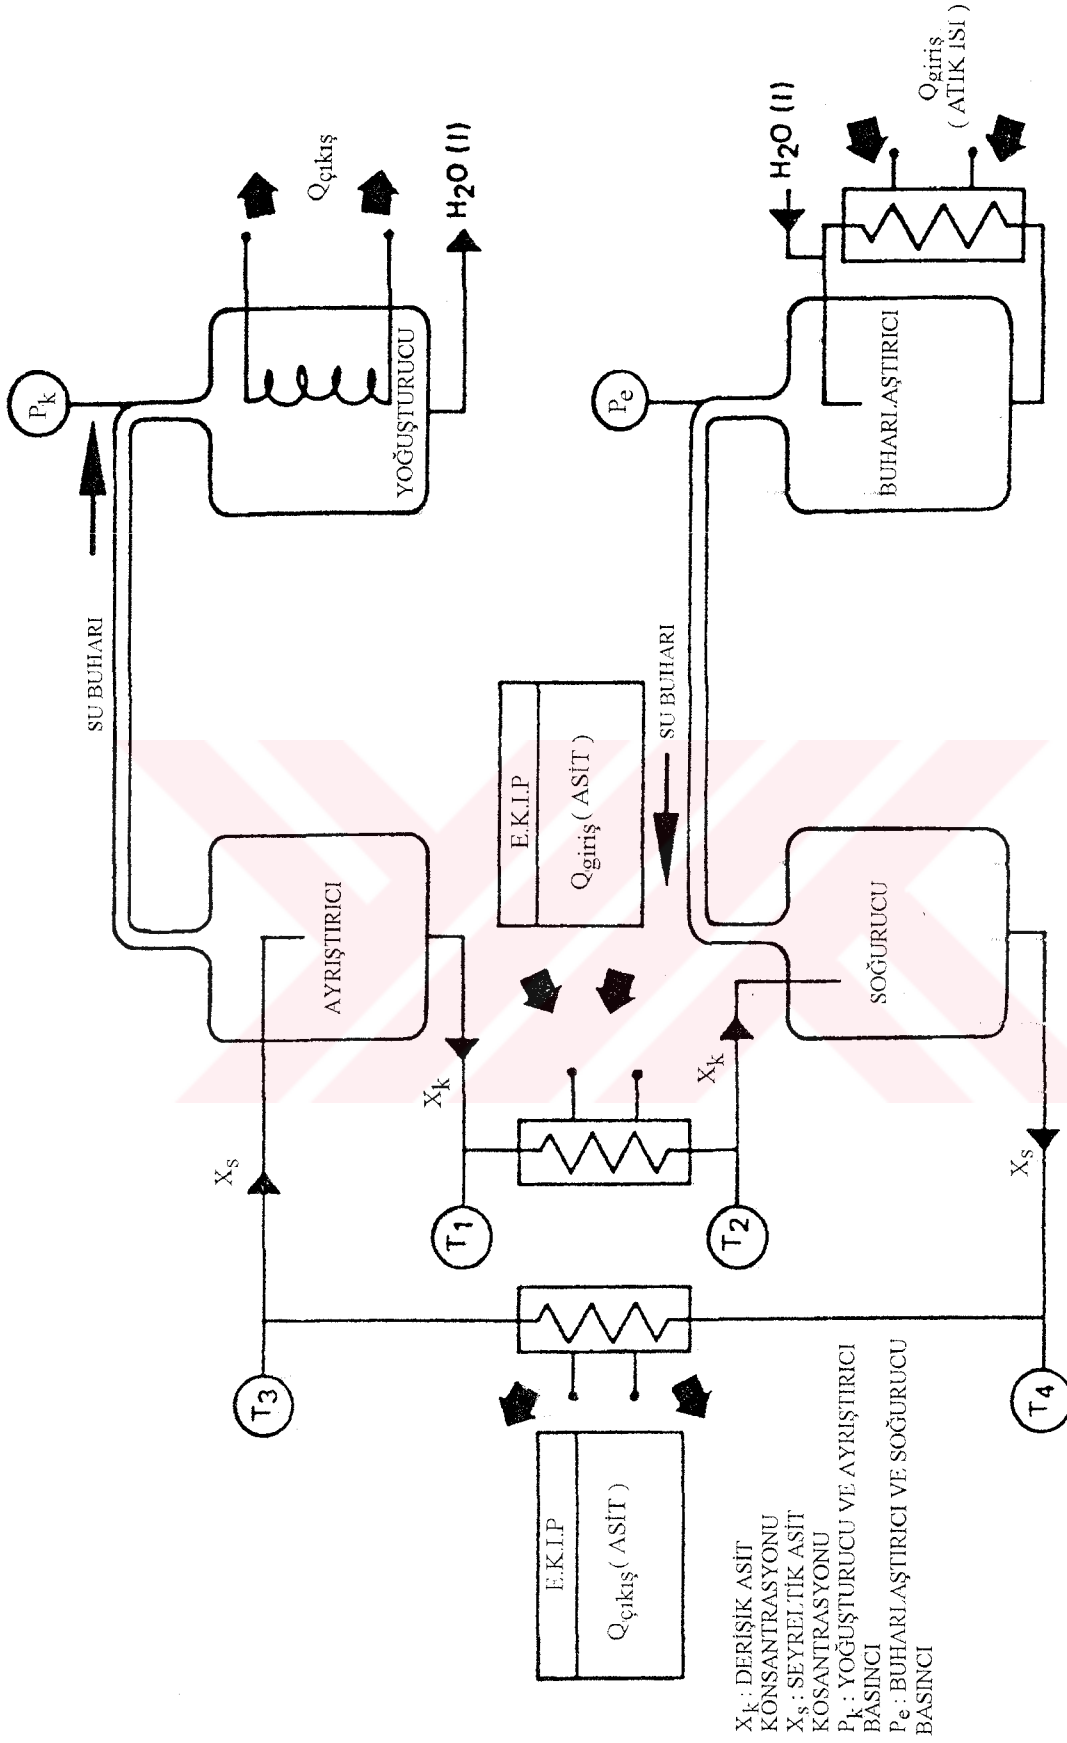 Pk
SU BUHARI
Qçıkış
YOĞUŞTURUCU
H2O (l)
AYRIŞTIRICI
Xs
T3
Xk
T1
E.K.I.P
Qgiriş ( ASİT )
E.K.I.P
Qçıkış ( ASİT )
Pe
SU BUHARI
H2O (l)
Qgiriş
( ATIK ISI )
BUHARLAŞTIRICI
SOĞURUCU
Xk
T2
Xs
T4
Xk : DERİŞİK ASİT
KONSANTRASYONU
Xs : SEYRELTİK ASİT
KOSANTRASYONU
Pk : YOĞUŞTURUCU VE AYRIŞTIRICI
BASINCI
Pe : BUHARLAŞTIRICI VE SOĞURUCU
BASINCI